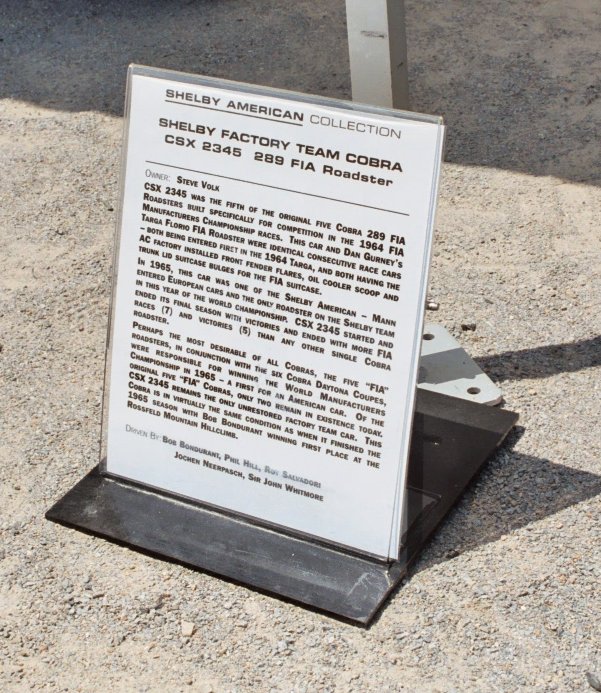 SHELBY AMERICAN COLLECTION
SHELBY FACTORY TEAM COBRA
CSX 2345 289 FIA Roadster
OWNER: STEVE VOLK
CSX 2345 WAS THE FIFTH OF THE ORIGINAL FIVE COBRA 289 FIA
ROADSTERS BUILT SPECIFICALLY FOR COMPETITION IN THE 1964 FIA
MANUFACTURERS CHAMPIONSHIP RACES. THIS CAR AND DAN GURNEY'S
TARGA FLORIO FIA ROADSTER WERE IDENTICAL CONSECUTIVE RACE CARS
– BOTH BEING ENTERED FIRST IN THE 1964 TARGA, AND BOTH HAVING THE
AC FACTORY INSTALLED FRONT FENDER FLARES, OIL COOLER SCOOP AND
TRUNK LID SUITCASE BULGES FOR THE FIA SUITCASE.
IN 1965, THIS CAR WAS ONE OF THE SHELBY AMERICAN – MANN
ENTERED EUROPEAN CARS AND THE ONLY ROADSTER ON THE SHELBY TEAM
IN THIS YEAR OF THE WORLD CHAMPIONSHIP. CSX 2345 STARTED AND
ENDED ITS FINAL SEASON WITH VICTORIES AND ENDED WITH MORE FIA
RACES (7) AND VICTORIES (5) THAN ANY OTHER SINGLE COBRA
ROADSTER.
PERHAPS THE MOST DESIRABLE OF ALL COBRAS, THE FIVE "FIA"
ROADSTERS, IN CONJUNCTION WITH THE SIX COBRA DAYTONA COUPES,
WERE RESPONSIBLE FOR WINNING THE WORLD MANUFACTURERS
CHAMPIONSHIP IN 1965 – A FIRST FOR AN AMERICAN CAR. OF THE
ORIGINAL FIVE "FIA" COBRAS, ONLY TWO REMAIN IN EXISTENCE TODAY.
CSX 2345 REMAINS THE ONLY UNRESTORED FACTORY TEAM CAR. THIS
COBRA IS IN VIRTUALLY THE SAME CONDITION AS WHEN IT FINISHED THE
1965 SEASON WITH BOB BONDURANT WINNING FIRST PLACE AT THE
ROSSFELD MOUNTAIN HILLCLIMB.
DRIVEN BY: BOB BONDURANT, PHIL HILL, ROY SALVADORI
JOCHEN NEERPASCH, SIR JOHN WHITMORE